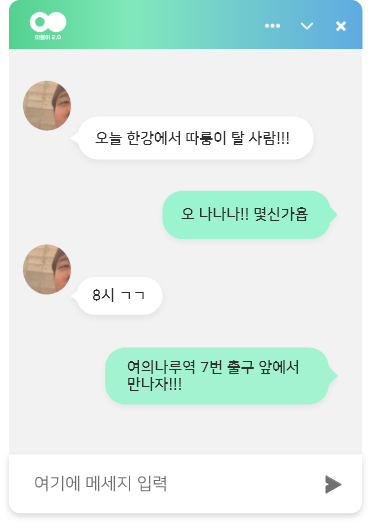 따릉이 2.0
오늘 한강에서 따릉이 탈 사람!!!
오 나나나!! 몇신가욥
8시 ㄱㄱ
여의나루역 7번 출구 앞에서
만나자!!!
여기에 메세지 입력